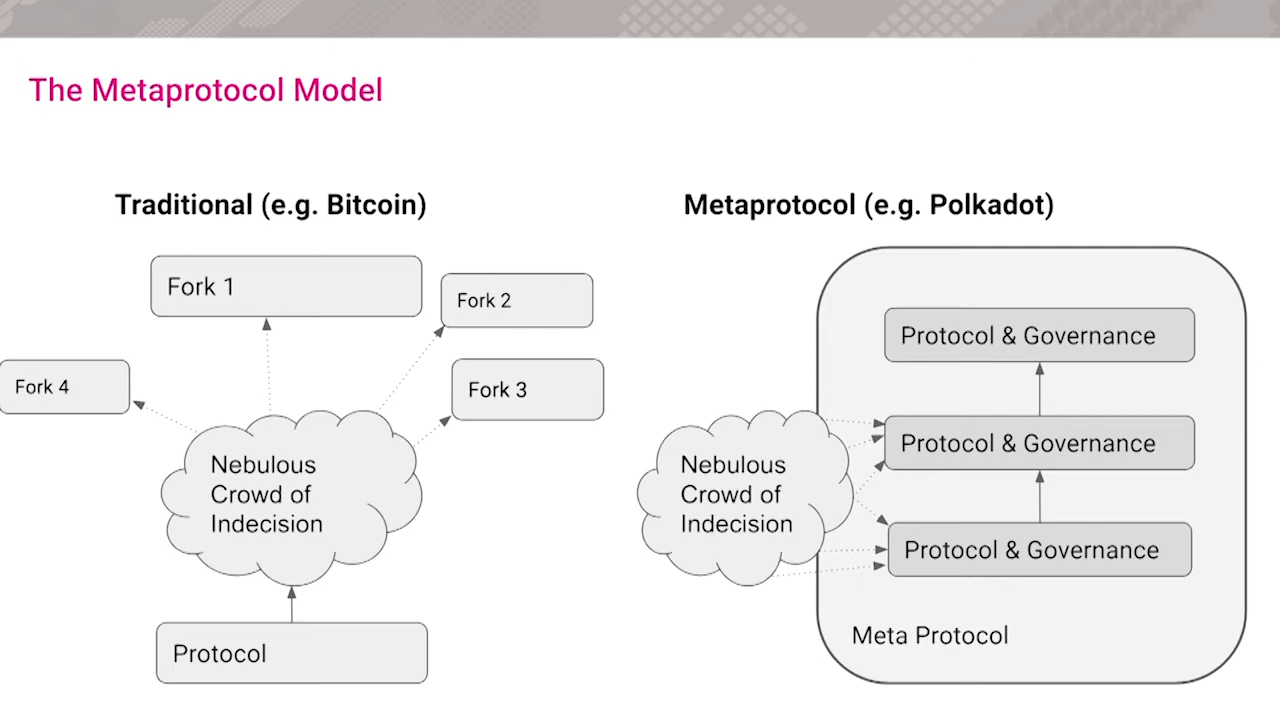 The Metaprotocol Model
Traditional (e.g. Bitcoin)
Fork 1
Fork 2
Fork 4
Fork 3
Nebulous
Crowd of
Indecision
Protocol
Metaprotocol (e.g. Polkadot)
Protocol & Governance
Protocol & Governance
Nebulous
Crowd of
Indecision
Protocol & Governance
Meta Protocol